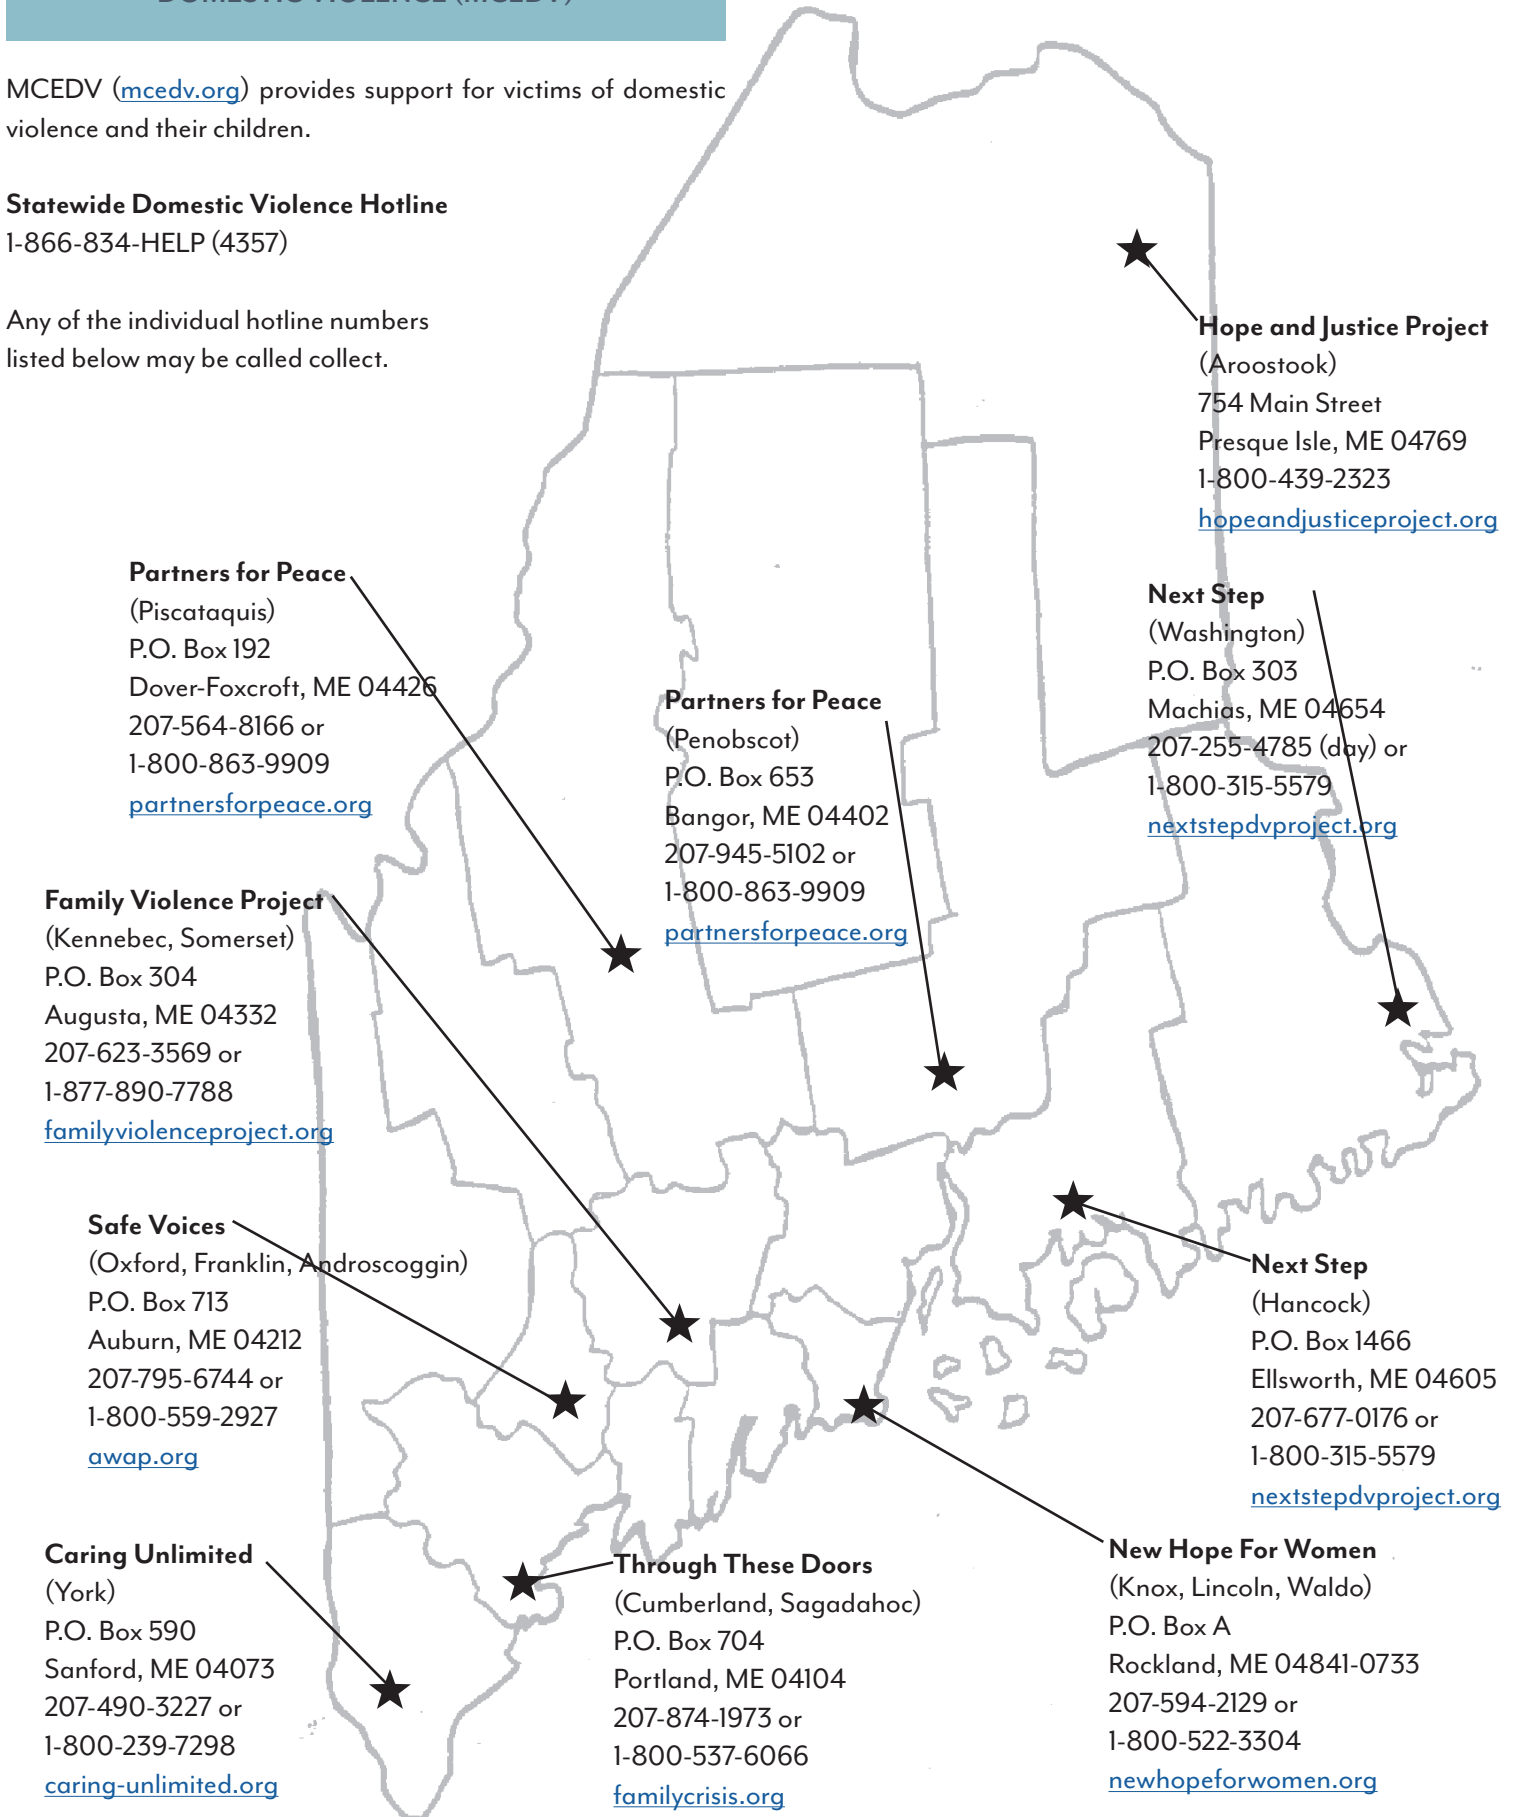 DOMESTIC VIOLENCE (MCEDV)
MCEDV (mcedv.org) provides support for victims of domestic
violence and their children.
Statewide Domestic Violence Hotline
1-866-834-HELP (4357)
Any of the individual hotline numbers
listed below may be called collect.
Hope and Justice Project
(Aroostook)
754 Main Street
Presque Isle, ME 04769
1-800-439-2323
hopeandjusticeproject.org
Partners for Peace
(Piscataquis)
P.O. Box 192
Dover-Foxcroft, ME 04426
207-564-8166 or
1-800-863-9909
partnersforpeace.org
Partners for Peace
(Penobscot)
P.O. Box 653
Bangor, ME 04402
207-945-5102 or
1-800-863-9909
partnersforpeace.org
Next Step
(Washington)
P.O. Box 303
Machias, ME 04654
207-255-4785 (day) or
1-800-315-5579
nextstepdvproject.org
Family Violence Project
(Kennebec, Somerset)
P.O. Box 304
Augusta, ME 04332
207-623-3569 or
1-877-890-7788
familyviolenceproject.org
Safe Voices
(Oxford, Franklin, Androscoggin)
P.O. Box 713
Auburn, ME 04212
207-795-6744 or
1-800-559-2927
awap.org
Next Step
(Hancock)
P.O. Box 1466
Ellsworth, ME 04605
207-677-0176 or
1-800-315-5579
nextstepdvproject.org
Caring Unlimited
(York)
P.O. Box 590
Sanford, ME 04073
207-490-3227 or
1-800-239-7298
caring-unlimited.org
Through These Doors
(Cumberland, Sagadahoc)
P.O. Box 704
Portland, ME 04104
207-874-1973 or
1-800-537-6066
familycrisis.org
New Hope For Women
(Knox, Lincoln, Waldo)
P.O. Box A
Rockland, ME 04841-0733
207-594-2129 or
1-800-522-3304
newhopeforwomen.org